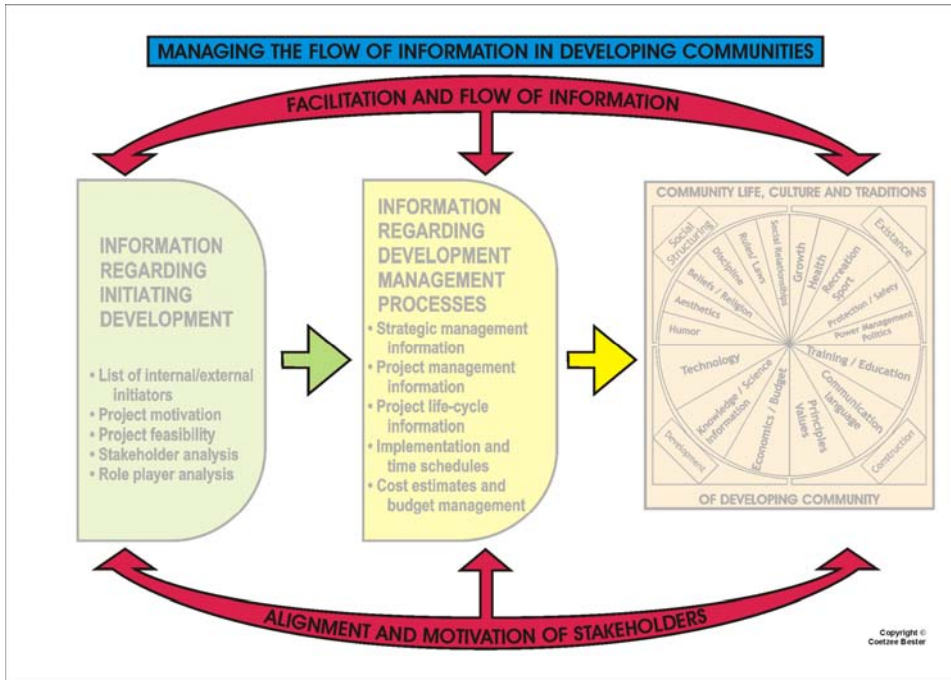 MANAGING THE FLOW OF INFORMATION IN DEVELOPING COMMUNITIES
FACILITATION AND FLOW OF INFORMATION
INFORMATION
REGARDING
INITIATING
DEVELOPMENT
• List of internal/external
initiators
• Project motivation
• Project feasibility
• Stakeholder analysis
• Role player analysis
INFORMATION
REGARDING
DEVELOPMENT
MANAGEMENT
PROCESSES
• Strategic management
information
• Project management
information
• Project life-cycle
information
• Implementation and
time schedules
• Cost estimates and
budget management
COMMUNITY LIFE, CULTURE AND TRADITIONS
Social
Structuring
Existance
Humor
Aesthetics
Beliefs / Religion
Discipline
Rules/ Laws
Social Relationships
Growth
Health
Recreation
Sport
Protection / Safety
Power Management
Politics
Training / Education
Communication
language
Principles
Values
Economics / Budget
Knowledge / Science
Information
Technology
Development
Construction
OF DEVELOPING COMMUNITY
ALIGNMENT AND MOTIVATION OF STAKEHOLDERS
Copyright ©
Coetzee Bester